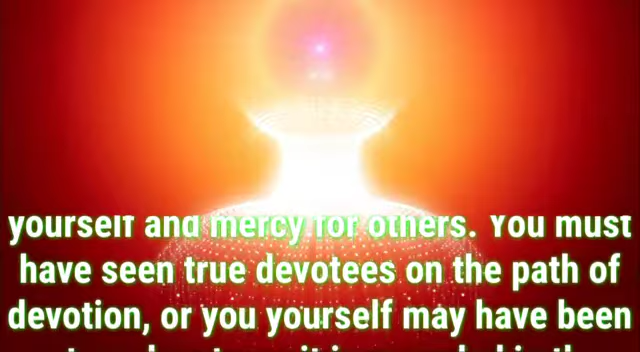 yourself and mercy for others. You must
have seen true devotees on the path of
devotion, or you yourself may have been